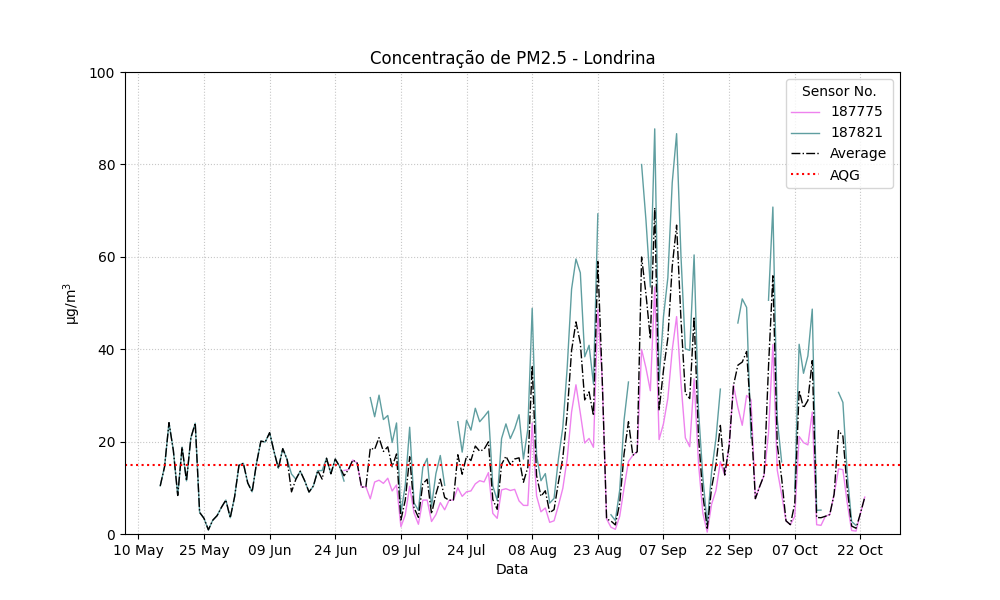 Concentração de PM2.5 - Londrina
100
80
60
40
20
0
µg/m³
10 May 25 May 09 Jun 24 Jun 09 Jul 24 Jul 08 Aug 23 Aug 07 Sep 22 Sep 07 Oct 22 Oct
Data
Sensor No.
187775
187821
Average
AQG